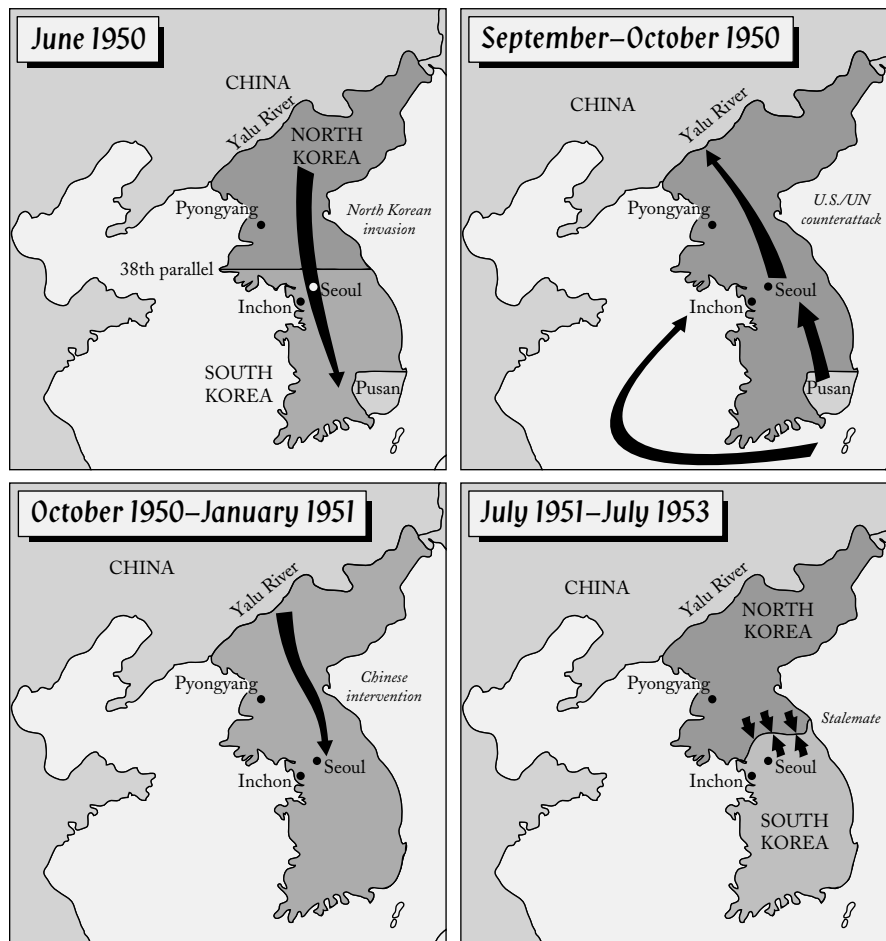 June 1950
CHINA
Yalu River
NORTH
KOREA
Pyongyang
North Korean
invasion
38th parallel
Seoul
Inchon
SOUTH
KOREA
Pusan
September–October 1950
CHINA
Yalu River
U.S./UN
counterattack
Pyongyang
Seoul
Inchon
Pusan
October 1950–January 1951
CHINA
Yalu River
Pyongyang
Chinese
intervention
Seoul
Inchon
July 1951–July 1953
CHINA
Yalu River
NORTH
KOREA
Pyongyang
Stalemate
Seoul
Inchon
SOUTH
KOREA